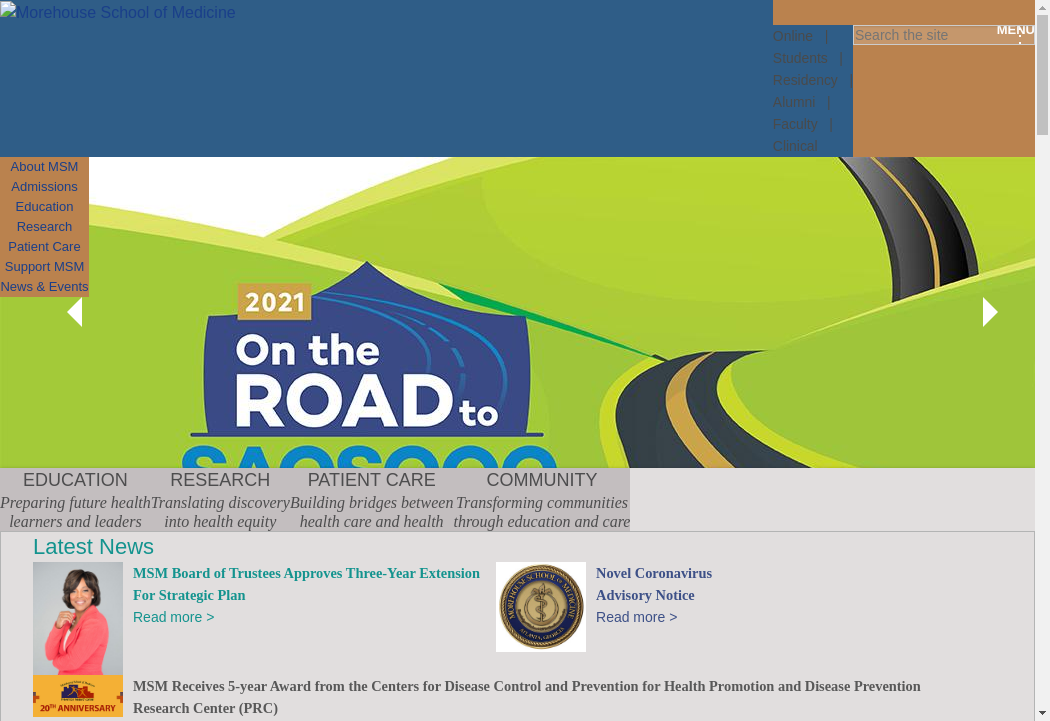 Morehouse School of Medicine
MENU
Search the site
Online |
Students |
Residency |
Alumni |
Faculty |
Clinical
About MSM
Admissions
Education
Research
Patient Care
Support MSM
News & Events
2021
On the
ROAD to
EDUCATION
Preparing future health
learners and leaders
RESEARCH
Translating discovery
into health equity
PATIENT CARE
Building bridges between
health care and health
COMMUNITY
Transforming communities
through education and care
Latest News
MSM Board of Trustees Approves Three-Year Extension
For Strategic Plan
Read more >
MOREHOUSE SCHOOL OF MEDICINE
ATLANTA, GEORGIA
Novel Coronavirus
Advisory Notice
Read more >
20TH ANNIVERSARY
MSM Receives 5-year Award from the Centers for Disease Control and Prevention for Health Promotion and Disease Prevention
Research Center (PRC)